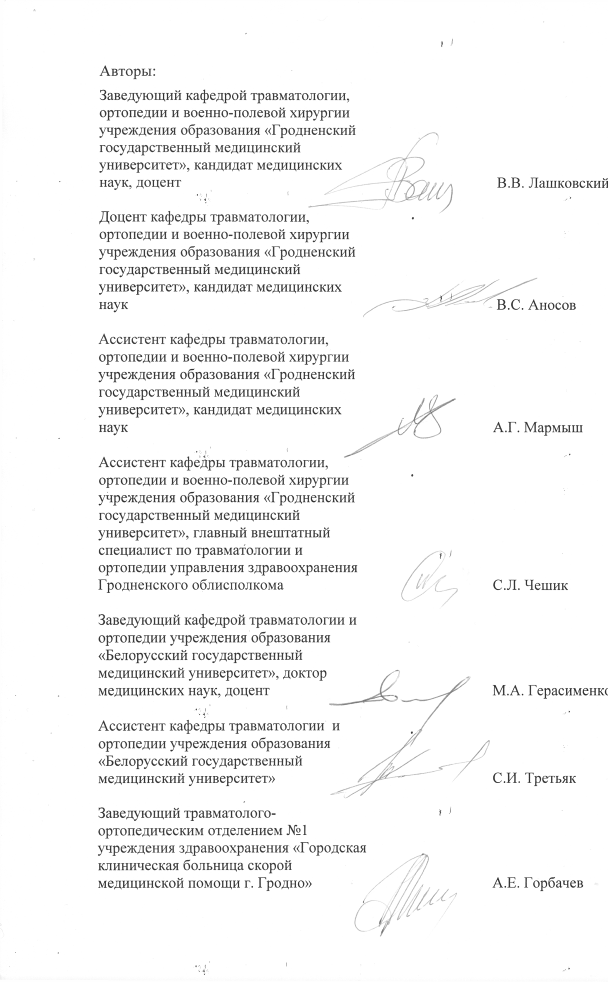 Авторы:
Заведующий кафедрой травматологии,
ортопедии и военно-полевой хирургии
учреждения образования «Гродненский
государственный медицинский
университет», кандидат медицинских
наук, доцент В.В. Лашковский
Доцент кафедры травматологии,
ортопедии и военно-полевой хирургии
учреждения образования «Гродненский
государственный медицинский
университет», кандидат медицинских
наук В.С. Аносов
Ассистент кафедры травматологии,
ортопедии и военно-полевой хирургии
учреждения образования «Гродненский
государственный медицинский
университет», кандидат медицинских
наук А.Г. Мармыш
Ассистент кафедры травматологии,
ортопедии и военно-полевой хирургии
учреждения образования «Гродненский
государственный медицинский
университет», главный внештатный
специалист по травматологии и
ортопедии управления здравоохранения
Гродненского облисполкома С.Л. Чешик
Заведующий кафедрой травматологии и
ортопедии учреждения образования
«Белорусский государственный
медицинский университет», доктор
медицинских наук, доцент М.А. Герасименко
Ассистент кафедры травматологии и
ортопедии учреждения образования
«Белорусский государственный
медицинский университет» С.И. Третьяк
Заведующий травматолого-
ортопедическим отделением №1
учреждения здравоохранения «Городская
клиническая больница скорой
медицинской помощи г. Гродно» А.Е. Горбачев